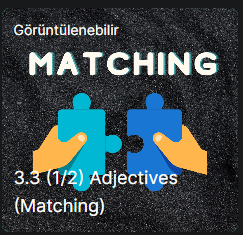 Görüntülenebilir
MATCHING
3.3 (1/2) Adjectives
(Matching)